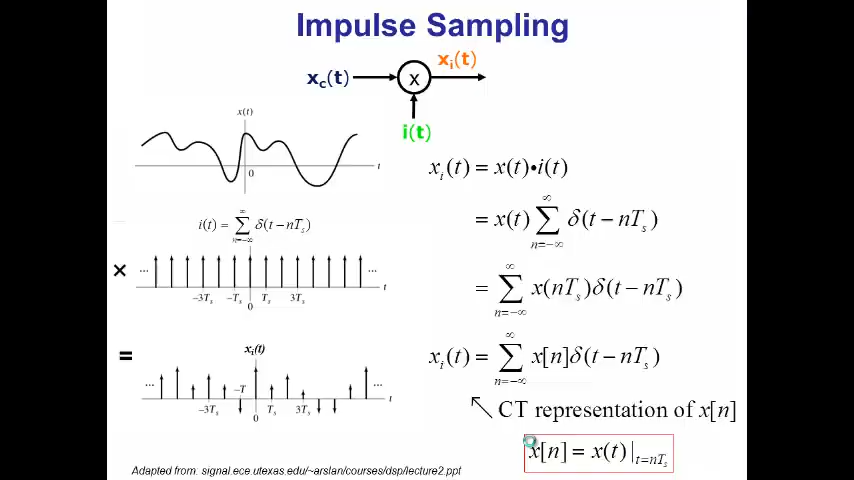 Impulse Sampling
x_c(t)
x_i(t)
x
i(t)
x(t)
0
t
x_i(t) = x(t)•i(t)
i(t) = ∑_{n=-∞}^{∞} δ(t − nT_s)
= x(t) ∑_{n=-∞}^{∞} δ(t − nT_s)
×
... ...
−3T_s −T_s 0 T_s 3T_s t
= ∑_{n=-∞}^{∞} x(nT_s)δ(t − nT_s)
=
x_i(t)
... ...
−T
−3T_s 0 T_s 3T_s t
x_i(t) = ∑_{n=-∞}^{∞} x[n]δ(t − nT_s)
CT representation of x[n]
x[n] = x(t)|_{t=nT_s}
Adapted from: signal.ece.utexas.edu/~arslan/courses/dsp/lecture2.ppt